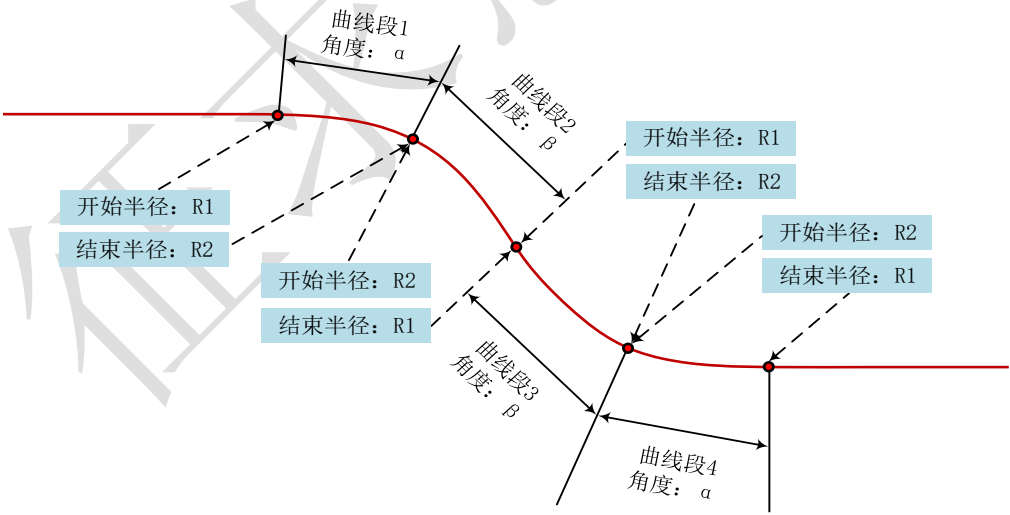 曲线段1
角度: α
曲线段2
角度: β
开始半径: R1
结束半径: R2
开始半径: R1
结束半径: R2
开始半径: R2
结束半径: R1
开始半径: R2
结束半径: R1
曲线段3
角度: β
曲线段4
角度: α